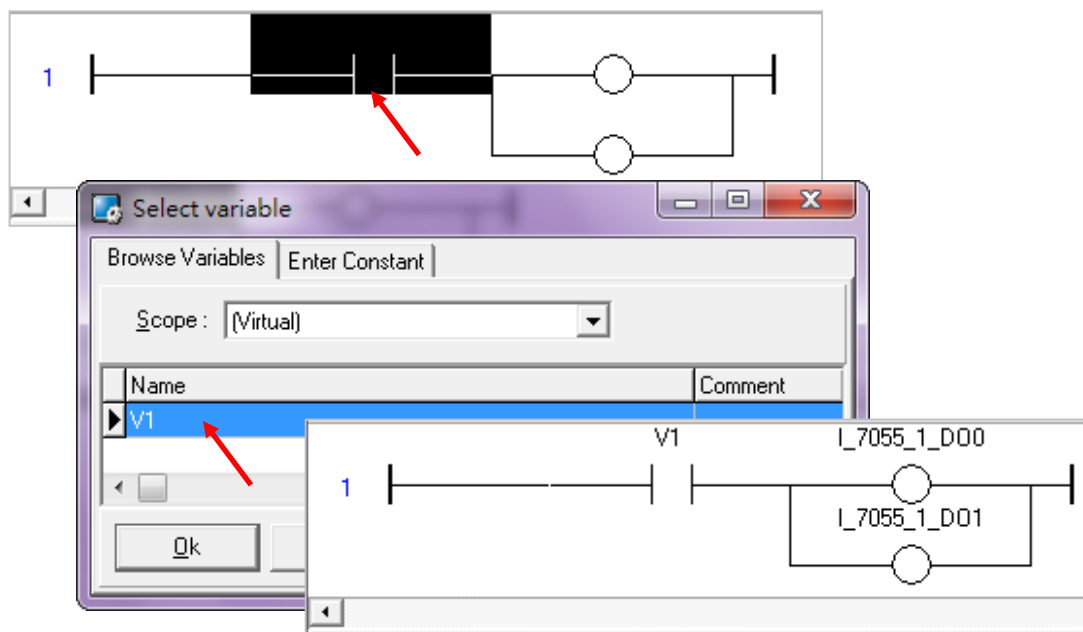 1
Select variable
Browse Variables
Enter Constant
Scope :
(Virtual)
Name
Comment
V1
Ok
V1
I_7055_1_DO0
1
I_7055_1_DO1